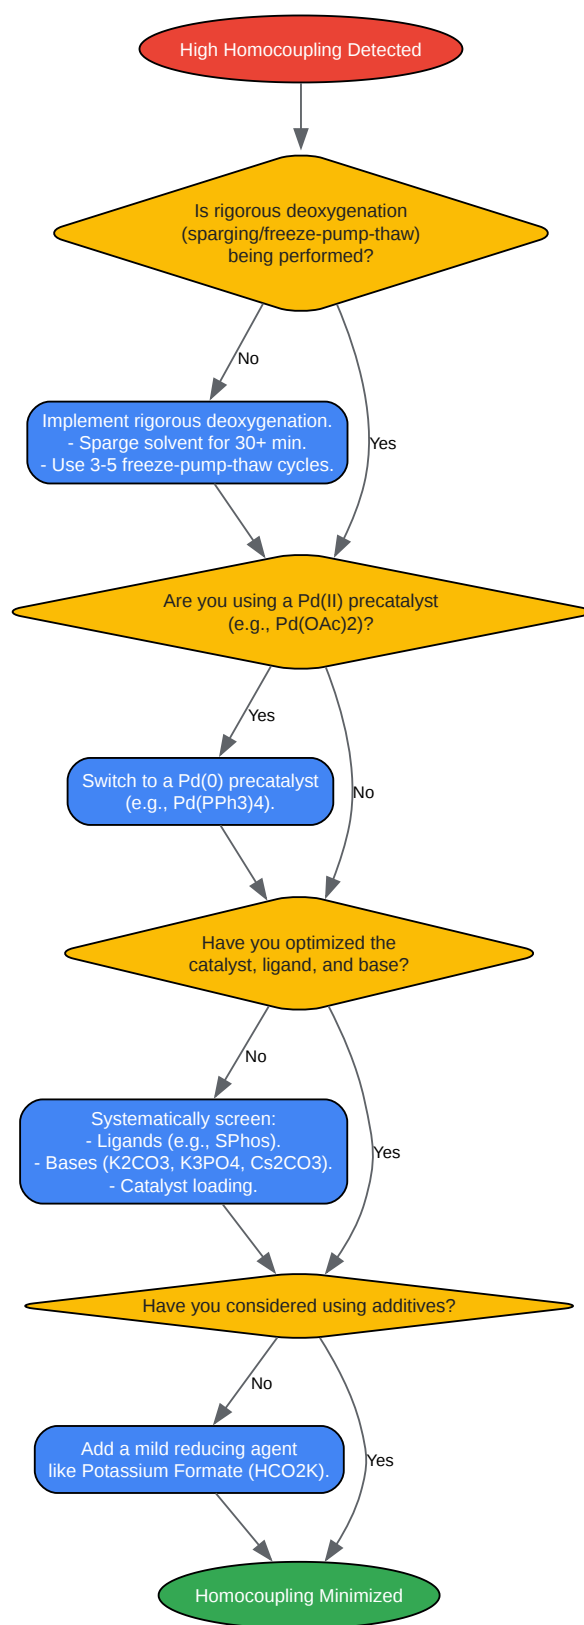 High Homocoupling Detected
Is rigorous deoxygenation
(sparging/freeze-pump-thaw)
being performed?
No
Implement rigorous deoxygenation.
- Sparge solvent for 30+ min.
- Use 3-5 freeze-pump-thaw cycles.
Yes
Are you using a Pd(II) precatalyst
(e.g., Pd(OAc)2)?
Yes
Switch to a Pd(0) precatalyst
(e.g., Pd(PPh3)4).
No
Have you optimized the
catalyst, ligand, and base?
No
Systematically screen:
- Ligands (e.g., SPhos).
- Bases (K2CO3, K3PO4, Cs2CO3).
- Catalyst loading.
Yes
Have you considered using additives?
No
Add a mild reducing agent
like Potassium Formate (HCO2K).
Yes
Homocoupling Minimized